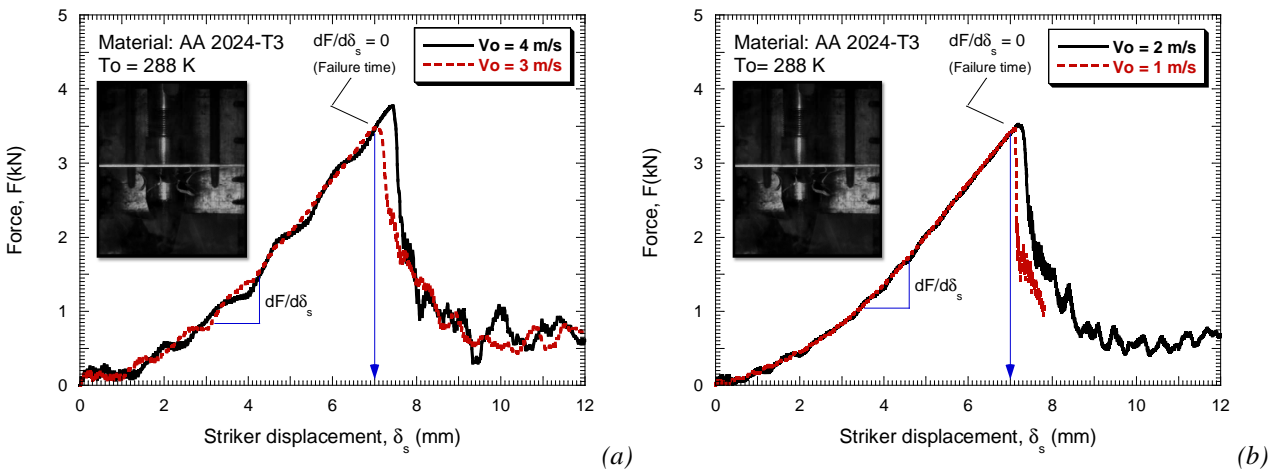 Material: AA 2024-T3
To = 288 K
dF/dδs = 0
(Failure time)
Vo = 4 m/s
Vo = 3 m/s
dF/dδs
5
4
3
2
1
0
0 2 4 6 8 10 12
Force, F(kN)
Striker displacement, δs (mm)
(a)
Material: AA 2024-T3
To= 288 K
dF/dδs = 0
(Failure time)
Vo = 2 m/s
Vo = 1 m/s
dF/dδs
5
4
3
2
1
0
0 2 4 6 8 10 12
Force, F(kN)
Striker displacement, δs (mm)
(b)